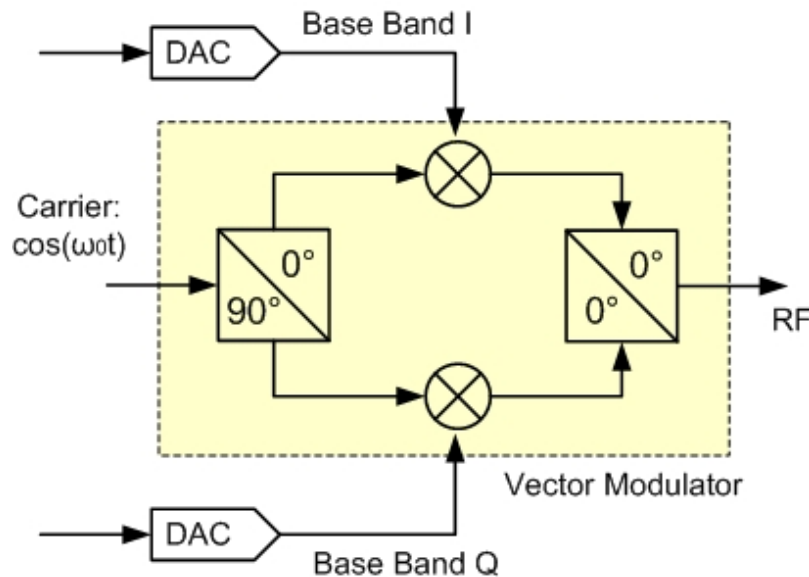 Base Band I
DAC
Carrier:
cos(ω₀t)
0°
90°
0°
0°
RF
Vector Modulator
DAC
Base Band Q